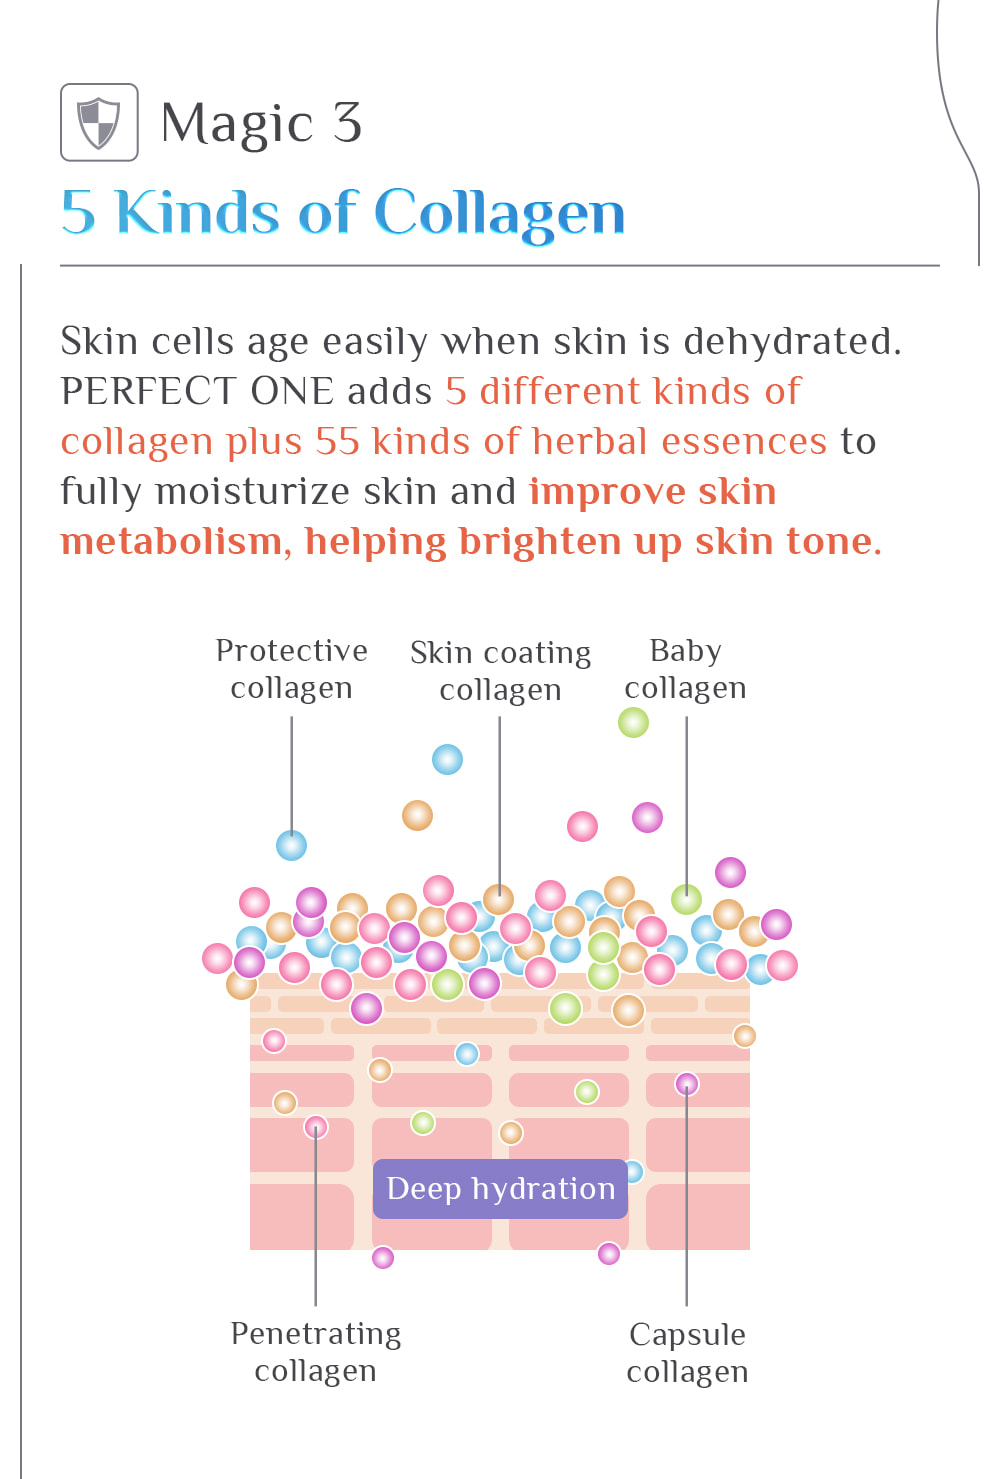 Magic 3
5 Kinds of Collagen
Skin cells age easily when skin is dehydrated.
PERFECT ONE adds 5 different kinds of
collagen plus 55 kinds of herbal essences to
fully moisturize skin and improve skin
metabolism, helping brighten up skin tone.
Protective
collagen
Skin coating
collagen
Baby
collagen
Deep hydration
Penetrating
collagen
Capsule
collagen